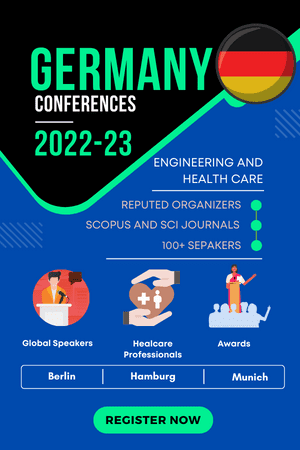 GERMANY
CONFERENCES
2022-23
ENGINEERING AND
HEALTH CARE
REPUTED ORGANIZERS
SCOPUS AND SCI JOURNALS
100+ SEPAKERS
Global Speakers
Healcare
Professionals
Awards
Berlin
Hamburg
Munich
REGISTER NOW